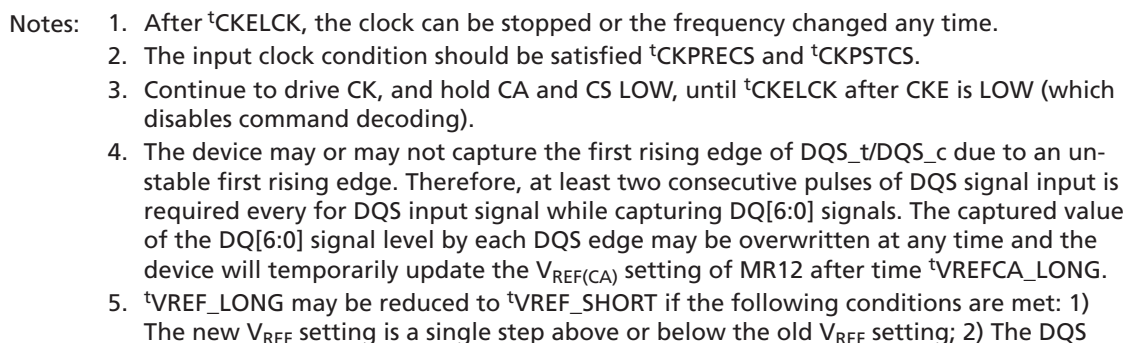 Notes: 1. After tCKELCK, the clock can be stopped or the frequency changed any time.
2. The input clock condition should be satisfied tCKPRECS and tCKPSTCS.
3. Continue to drive CK, and hold CA and CS LOW, until tCKELCK after CKE is LOW (which
disables command decoding).
4. The device may or may not capture the first rising edge of DQS_t/DQS_c due to an un-
stable first rising edge. Therefore, at least two consecutive pulses of DQS signal input is
required every for DQS input signal while capturing DQ[6:0] signals. The captured value
of the DQ[6:0] signal level by each DQS edge may be overwritten at any time and the
device will temporarily update the VREF(CA) setting of MR12 after time tVREFCA_LONG.
5. tVREF_LONG may be reduced to tVREF_SHORT if the following conditions are met: 1)
The new VREF setting is a single step above or below the old VREF setting; 2) The DQS